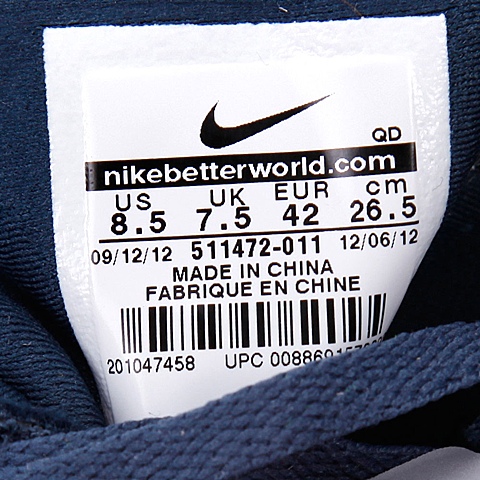 QD
nikebetterworld.com
US UK EUR cm
8.5 7.5 42 26.5
09/12/12 511472-011 12/06/12
MADE IN CHINA
FABRIQUE EN CHINE
201047458 UPC